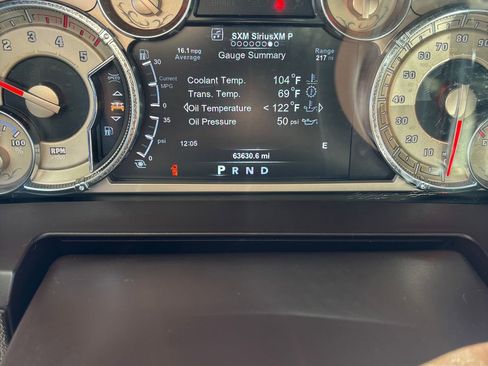 SXM SiriusXM P
Gauge Summary
16.1 mpg
Average
Range
217 mi
Coolant Temp. 104 °F
Trans. Temp. 69 °F
Oil Temperature < 122 °F
Oil Pressure 50 psi
12:05
E
63630.6 mi
P R N D
30
Current
MPG
0
35
psi
0
5
RPM
100
90
80
70
60
50
40
30
20
10